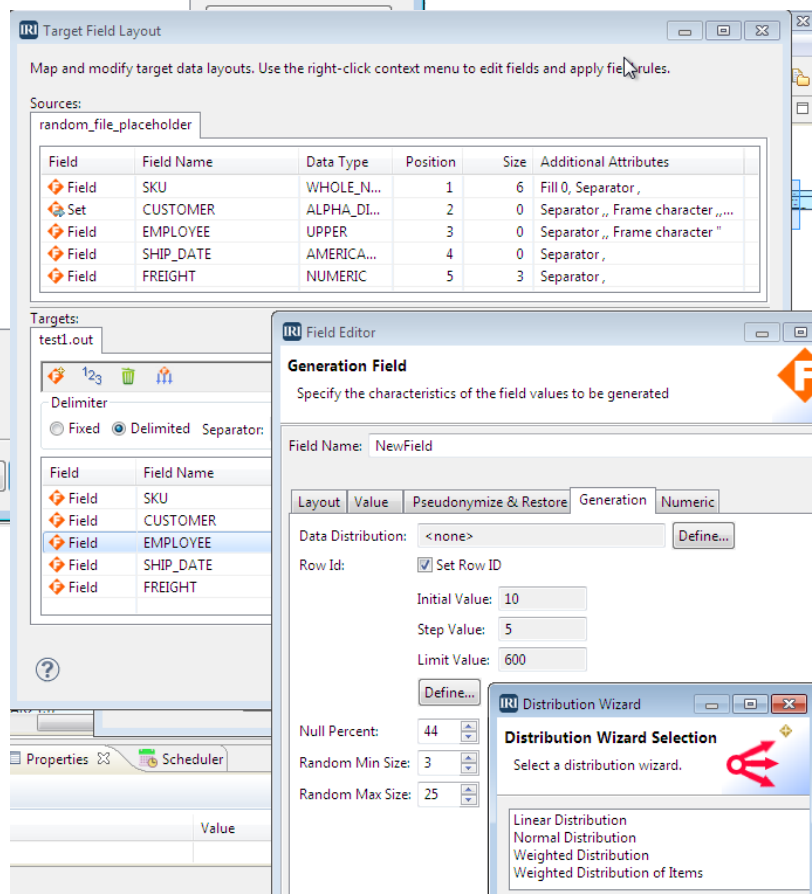 IRI Target Field Layout
Map and modify target data layouts. Use the right-click context menu to edit fields and apply field rules.
Sources:
random_file_placeholder
Field Field Name Data Type Position Size Additional Attributes
Field SKU WHOLE_N... 1 6 Fill 0, Separator ,
Set CUSTOMER ALPHA_DI... 2 0 Separator ,, Frame character ,,...
Field EMPLOYEE UPPER 3 0 Separator ,, Frame character "
Field SHIP_DATE AMERICA... 4 0 Separator ,
Field FREIGHT NUMERIC 5 3 Separator ,
Targets:
test1.out
123
Delimiter
Fixed Delimited Separator:
Field Field Name
Field SKU
Field CUSTOMER
Field EMPLOYEE
Field SHIP_DATE
Field FREIGHT
?
Properties Scheduler
Value
IRI Field Editor
Generation Field
Specify the characteristics of the field values to be generated
Field Name: NewField
Layout Value Pseudonymize & Restore Generation Numeric
Data Distribution: <none> Define...
Row Id: Set Row ID
Initial Value: 10
Step Value: 5
Limit Value: 600
Define...
Null Percent: 44
Random Min Size: 3
Random Max Size: 25
IRI Distribution Wizard
Distribution Wizard Selection
Select a distribution wizard.
Linear Distribution
Normal Distribution
Weighted Distribution
Weighted Distribution of Items